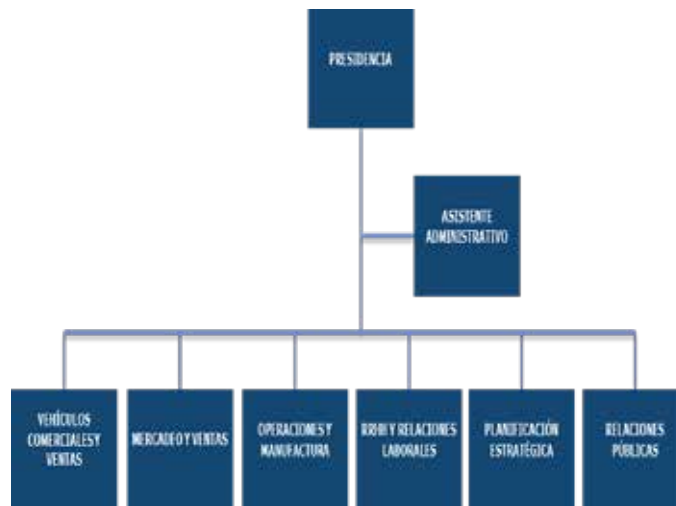 PRESIDENCIA
ASISTENTE
ADMINISTRATIVO
VEHÍCULOS
COMERCIALES Y
VENTAS
MERCADEO Y VENTAS
OPERACIONES Y
MANUFACTURA
RRHH Y RELACIONES
LABORALES
PLANIFICACIÓN
ESTRATÉGICA
RELACIONES
PÚBLICAS